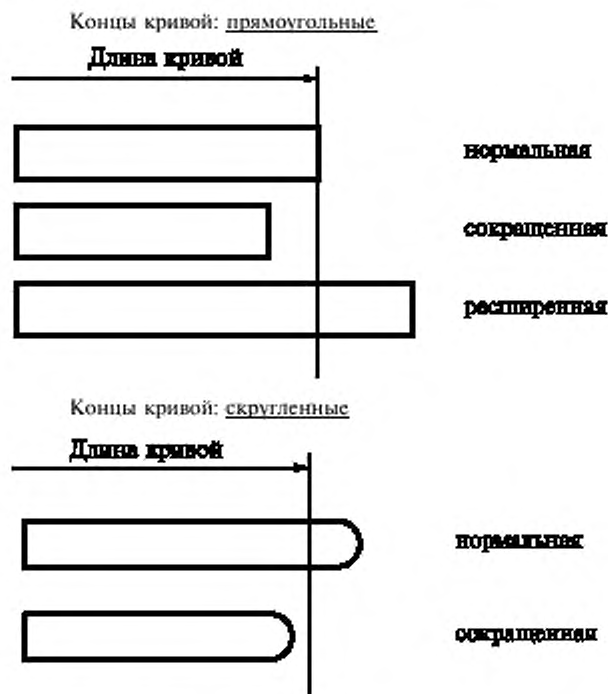 Концы кривой: прямоугольные
Длина кривой
нормальная
сокращенная
расширенная
Концы кривой: скругленные
Длина кривой
нормальная
сокращенная